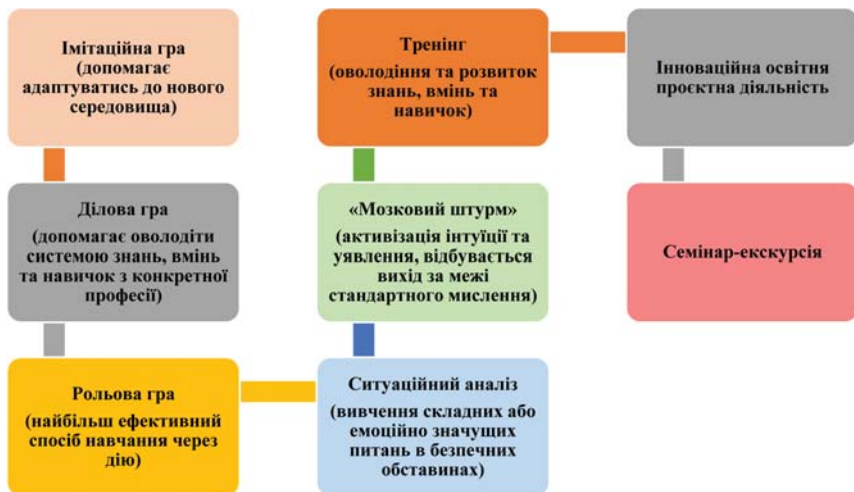 Імітаційна гра
(допомагає
адаптуватись до нового
середовища)
Ділова гра
(допомагає оволодіти
системою знань, вмінь
та навичок з конкретної
професії)
Рольова гра
(найбільш ефективний
спосіб навчання через
дію)
Ситуаційний аналіз
(вивчення складних або
емоційно значущих
питань в безпечних
обставинах)
«Мозковий штурм»
(активізація інтуїції та
уявлення, відбувається
вихід за межі
стандартного мислення)
Тренінг
(оволодіння та розвиток
знань, вмінь та
навичок)
Інноваційна освітня
проєктна діяльність
Семінар-екскурсія